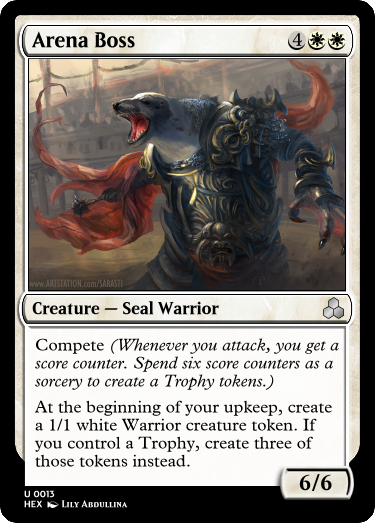 Arena Boss 4
www.ARTSTATION.com/SARASTI
Creature — Seal Warrior
Compete (Whenever you attack, you get a
score counter. Spend six score counters as a
sorcery to create a Trophy tokens.)
At the beginning of your upkeep, create
a 1/1 white Warrior creature token. If
you control a Trophy, create three of
those tokens instead.
6/6
U 0013
HEX Lily Abdullina